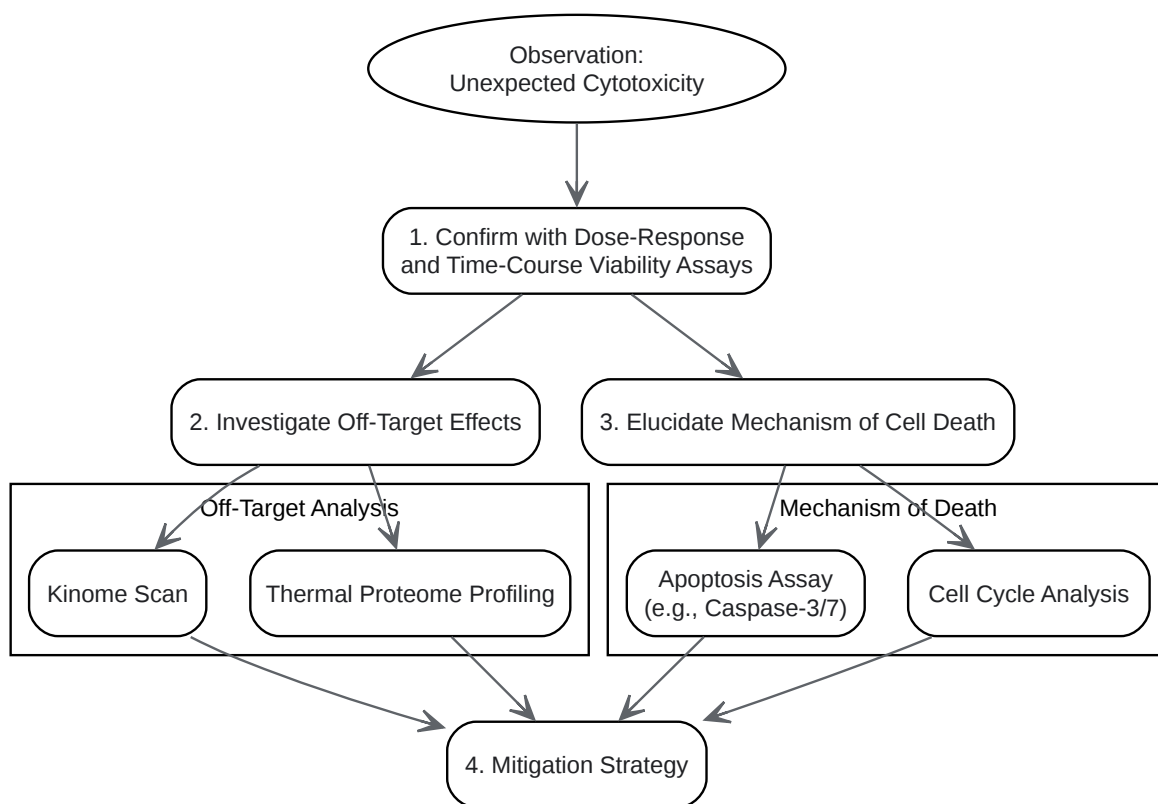 Observation:
Unexpected Cytotoxicity
1. Confirm with Dose-Response
and Time-Course Viability Assays
2. Investigate Off-Target Effects
3. Elucidate Mechanism of Cell Death
Off-Target Analysis
Mechanism of Death
Kinome Scan
Thermal Proteome Profiling
Apoptosis Assay
(e.g., Caspase-3/7)
Cell Cycle Analysis
4. Mitigation Strategy